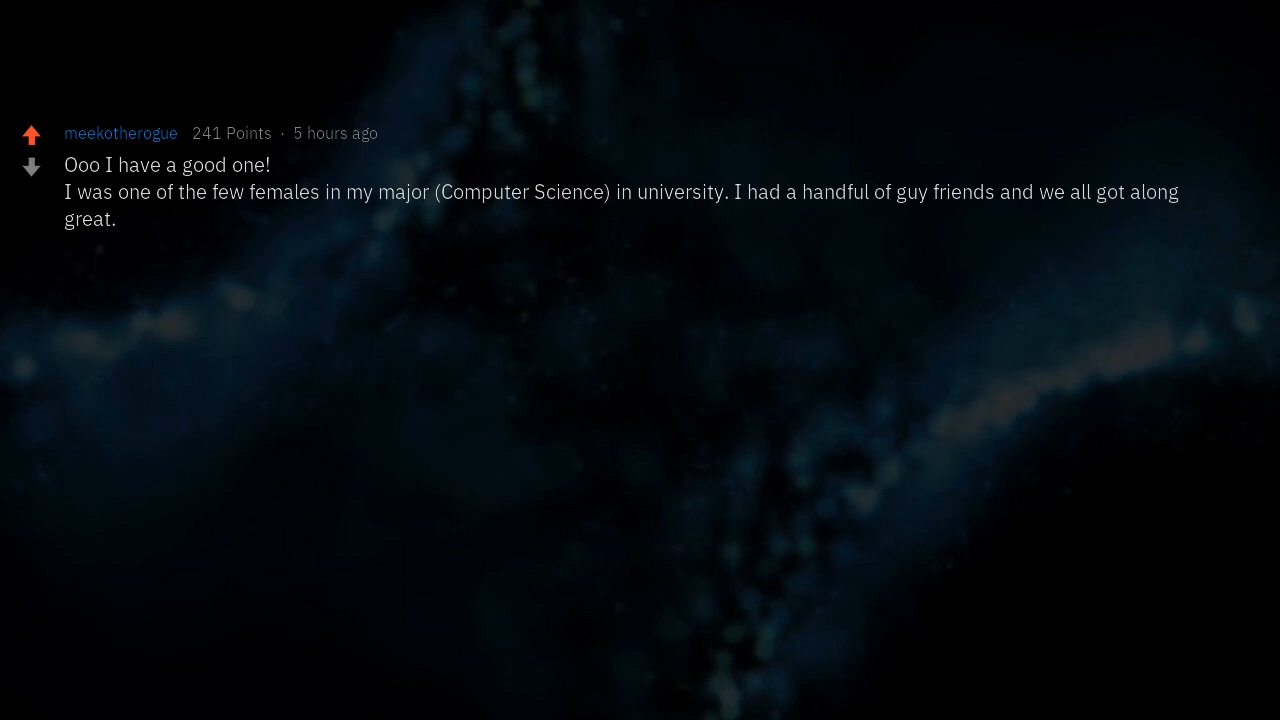 meekotherogue 241 Points · 5 hours ago
Ooo I have a good one!
I was one of the few females in my major (Computer Science) in university. I had a handful of guy friends and we all got along
great.